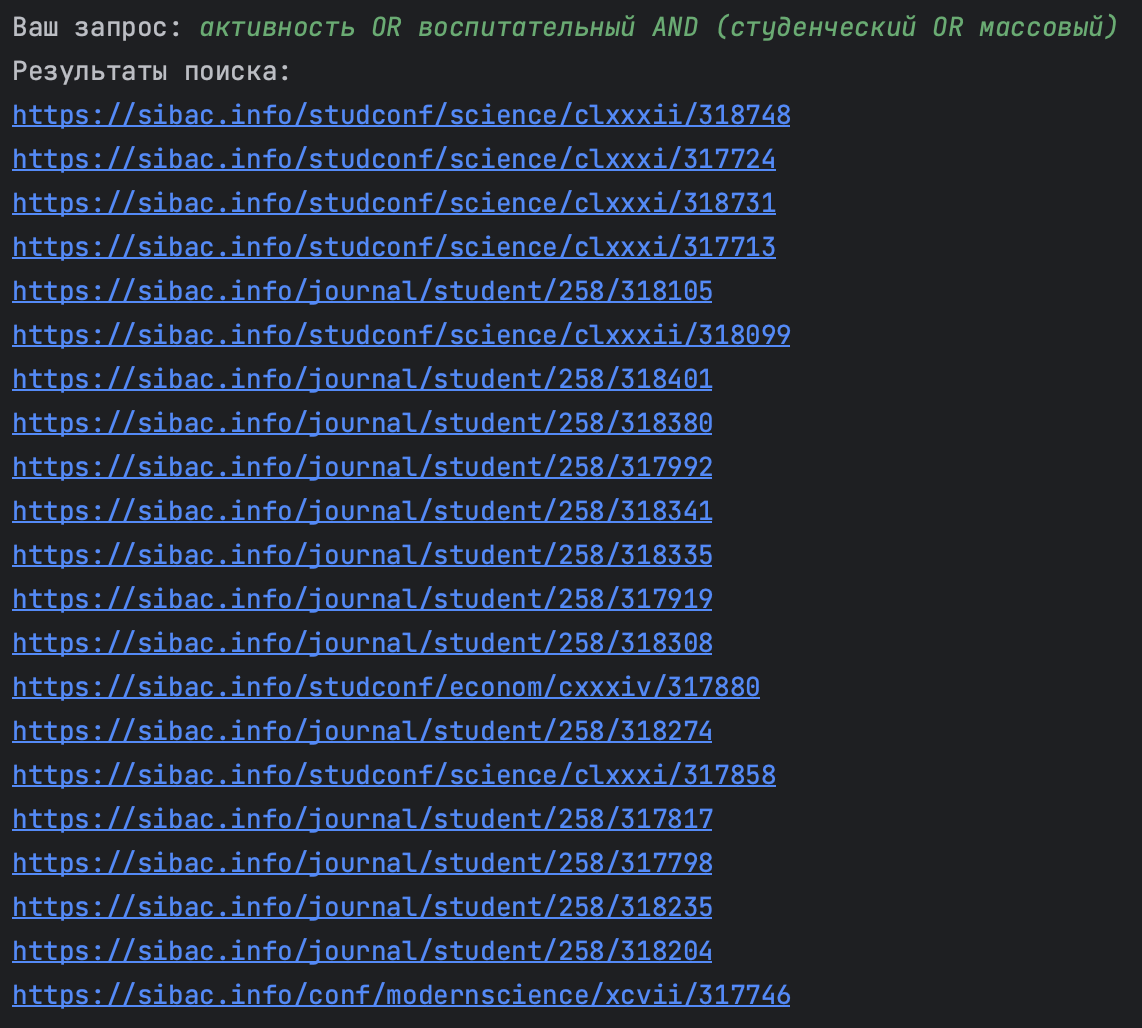 Ваш запрос: активность OR воспитательный AND (студенческий OR массовый)
Результаты поиска:
https://sibac.info/studconf/science/clxxxii/318748
https://sibac.info/studconf/science/clxxxi/317724
https://sibac.info/studconf/science/clxxxi/318731
https://sibac.info/studconf/science/clxxxi/317713
https://sibac.info/journal/student/258/318105
https://sibac.info/studconf/science/clxxxii/318099
https://sibac.info/journal/student/258/318401
https://sibac.info/journal/student/258/318380
https://sibac.info/journal/student/258/317992
https://sibac.info/journal/student/258/318341
https://sibac.info/journal/student/258/318335
https://sibac.info/journal/student/258/317919
https://sibac.info/journal/student/258/318308
https://sibac.info/studconf/econom/cxxxiv/317880
https://sibac.info/journal/student/258/318274
https://sibac.info/studconf/science/clxxxi/317858
https://sibac.info/journal/student/258/317817
https://sibac.info/journal/student/258/317798
https://sibac.info/journal/student/258/318235
https://sibac.info/journal/student/258/318204
https://sibac.info/conf/modernscience/xcvii/317746